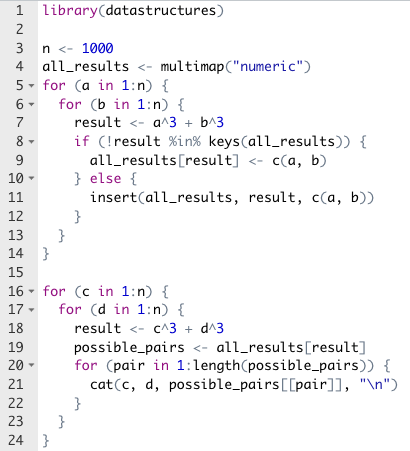 1 library(datastructures)
2
3 n <- 1000
4 all_results <- multimap("numeric")
5 for (a in 1:n) {
6   for (b in 1:n) {
7     result <- a^3 + b^3
8     if (!result %in% keys(all_results)) {
9       all_results[result] <- c(a, b)
10     } else {
11       insert(all_results, result, c(a, b))
12     }
13   }
14 }
15
16 for (c in 1:n) {
17   for (d in 1:n) {
18     result <- c^3 + d^3
19     possible_pairs <- all_results[result]
20     for (pair in 1:length(possible_pairs)) {
21       cat(c, d, possible_pairs[[pair]], "\n")
22     }
23   }
24 }